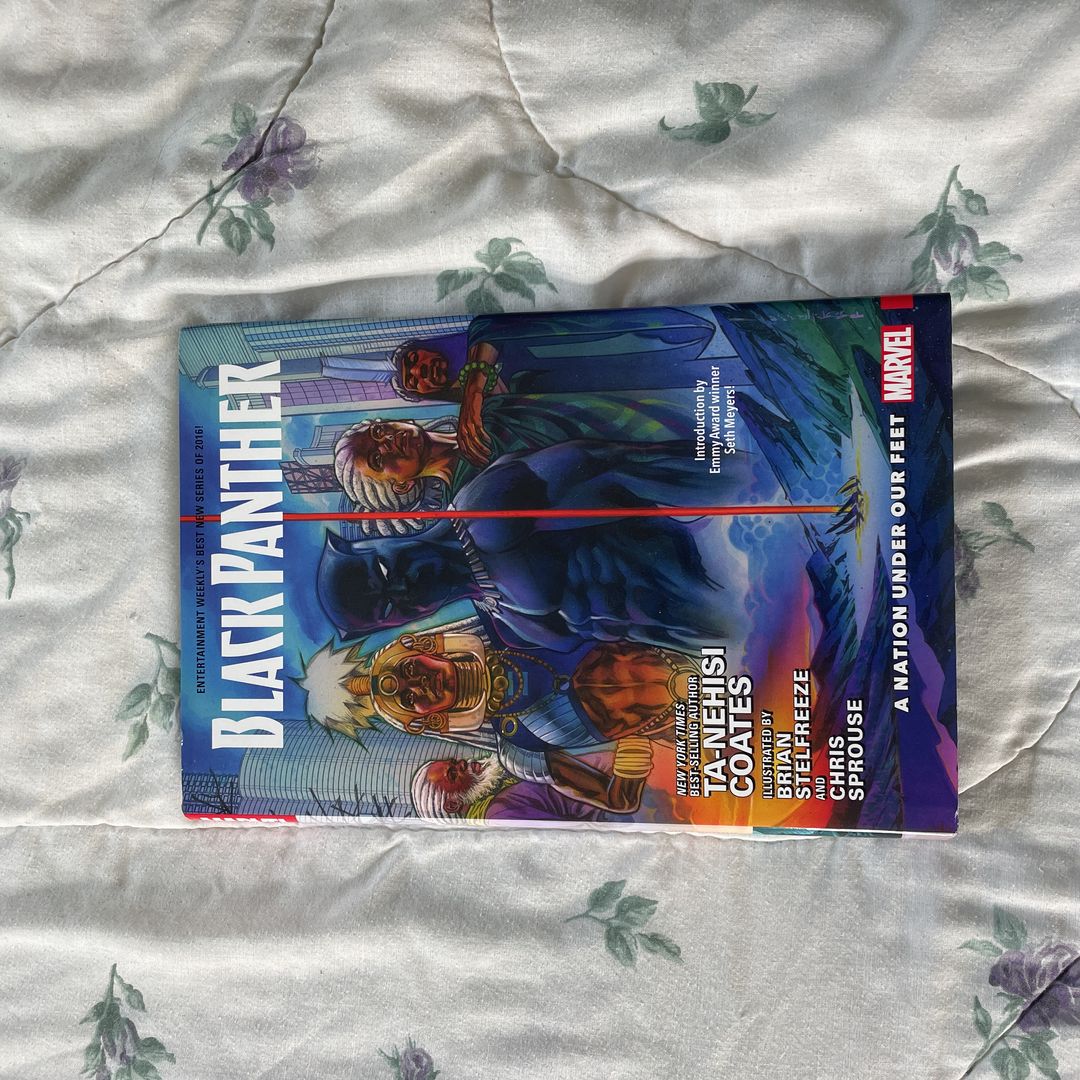 ENTERTAINMENT WEEKLY'S BEST NEW SERIES OF 2016!
BLACK PANTHER
Introduction by
Emmy Award winner
Seth Meyers!
NEW YORK TIMES
BEST-SELLING AUTHOR
TA-NEHISI
COATES
ILLUSTRATED BY
BRIAN
STELFREEZE
AND
CHRIS
SPROUSE
A NATION UNDER OUR FEET
MARVEL